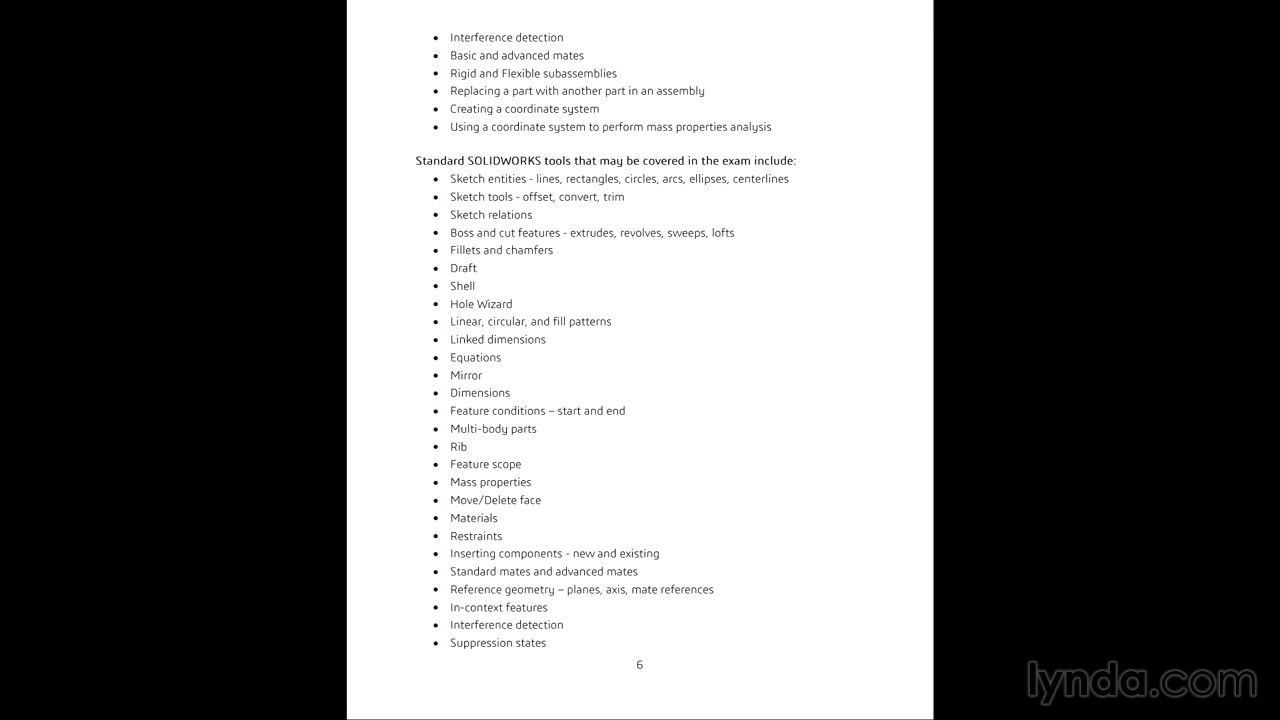 • Interference detection
• Basic and advanced mates
• Rigid and Flexible subassemblies
• Replacing a part with another part in an assembly
• Creating a coordinate system
• Using a coordinate system to perform mass properties analysis
Standard SOLIDWORKS tools that may be covered in the exam include:
• Sketch entities - lines, rectangles, circles, arcs, ellipses, centerlines
• Sketch tools - offset, convert, trim
• Sketch relations
• Boss and cut features - extrudes, revolves, sweeps, lofts
• Fillets and chamfers
• Draft
• Shell
• Hole Wizard
• Linear, circular, and fill patterns
• Linked dimensions
• Equations
• Mirror
• Dimensions
• Feature conditions – start and end
• Multi-body parts
• Rib
• Feature scope
• Mass properties
• Move/Delete face
• Materials
• Restraints
• Inserting components - new and existing
• Standard mates and advanced mates
• Reference geometry – planes, axis, mate references
• In-context features
• Interference detection
• Suppression states
6
lynda.com